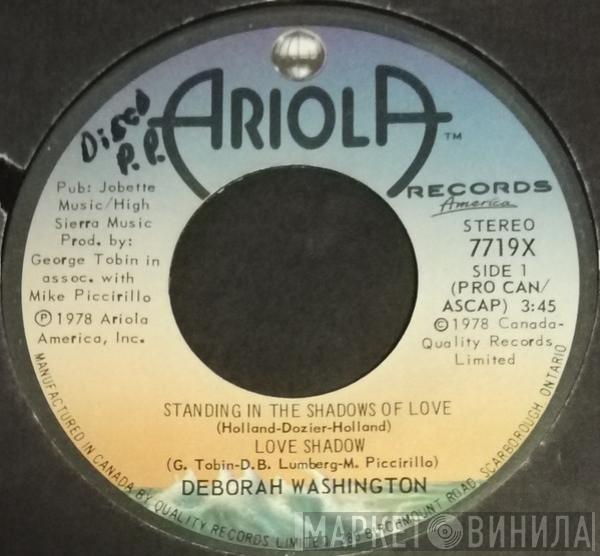 Disco
P.P.
ARIOLA™
RECORDS
America
Pub: Jobette
Music/High
Sierra Music
Prod. by:
George Tobin in
assoc. with
Mike Piccirillo
Ⓟ 1978 Ariola
America, Inc.
STEREO
7719X
SIDE 1
(PRO CAN/
ASCAP) 3:45
© 1978 Canada-
Quality Records
Limited
STANDING IN THE SHADOWS OF LOVE
(Holland-Dozier-Holland)
LOVE SHADOW
(G. Tobin-D.B. Lumberg-M. Piccirillo)
DEBORAH WASHINGTON
MANUFACTURED IN CANADA BY QUALITY RECORDS LIMITED, BIRCHMOUNT ROAD, SCARBOROUGH, ONTARIO
МАРКЕТ ВИНИЛА